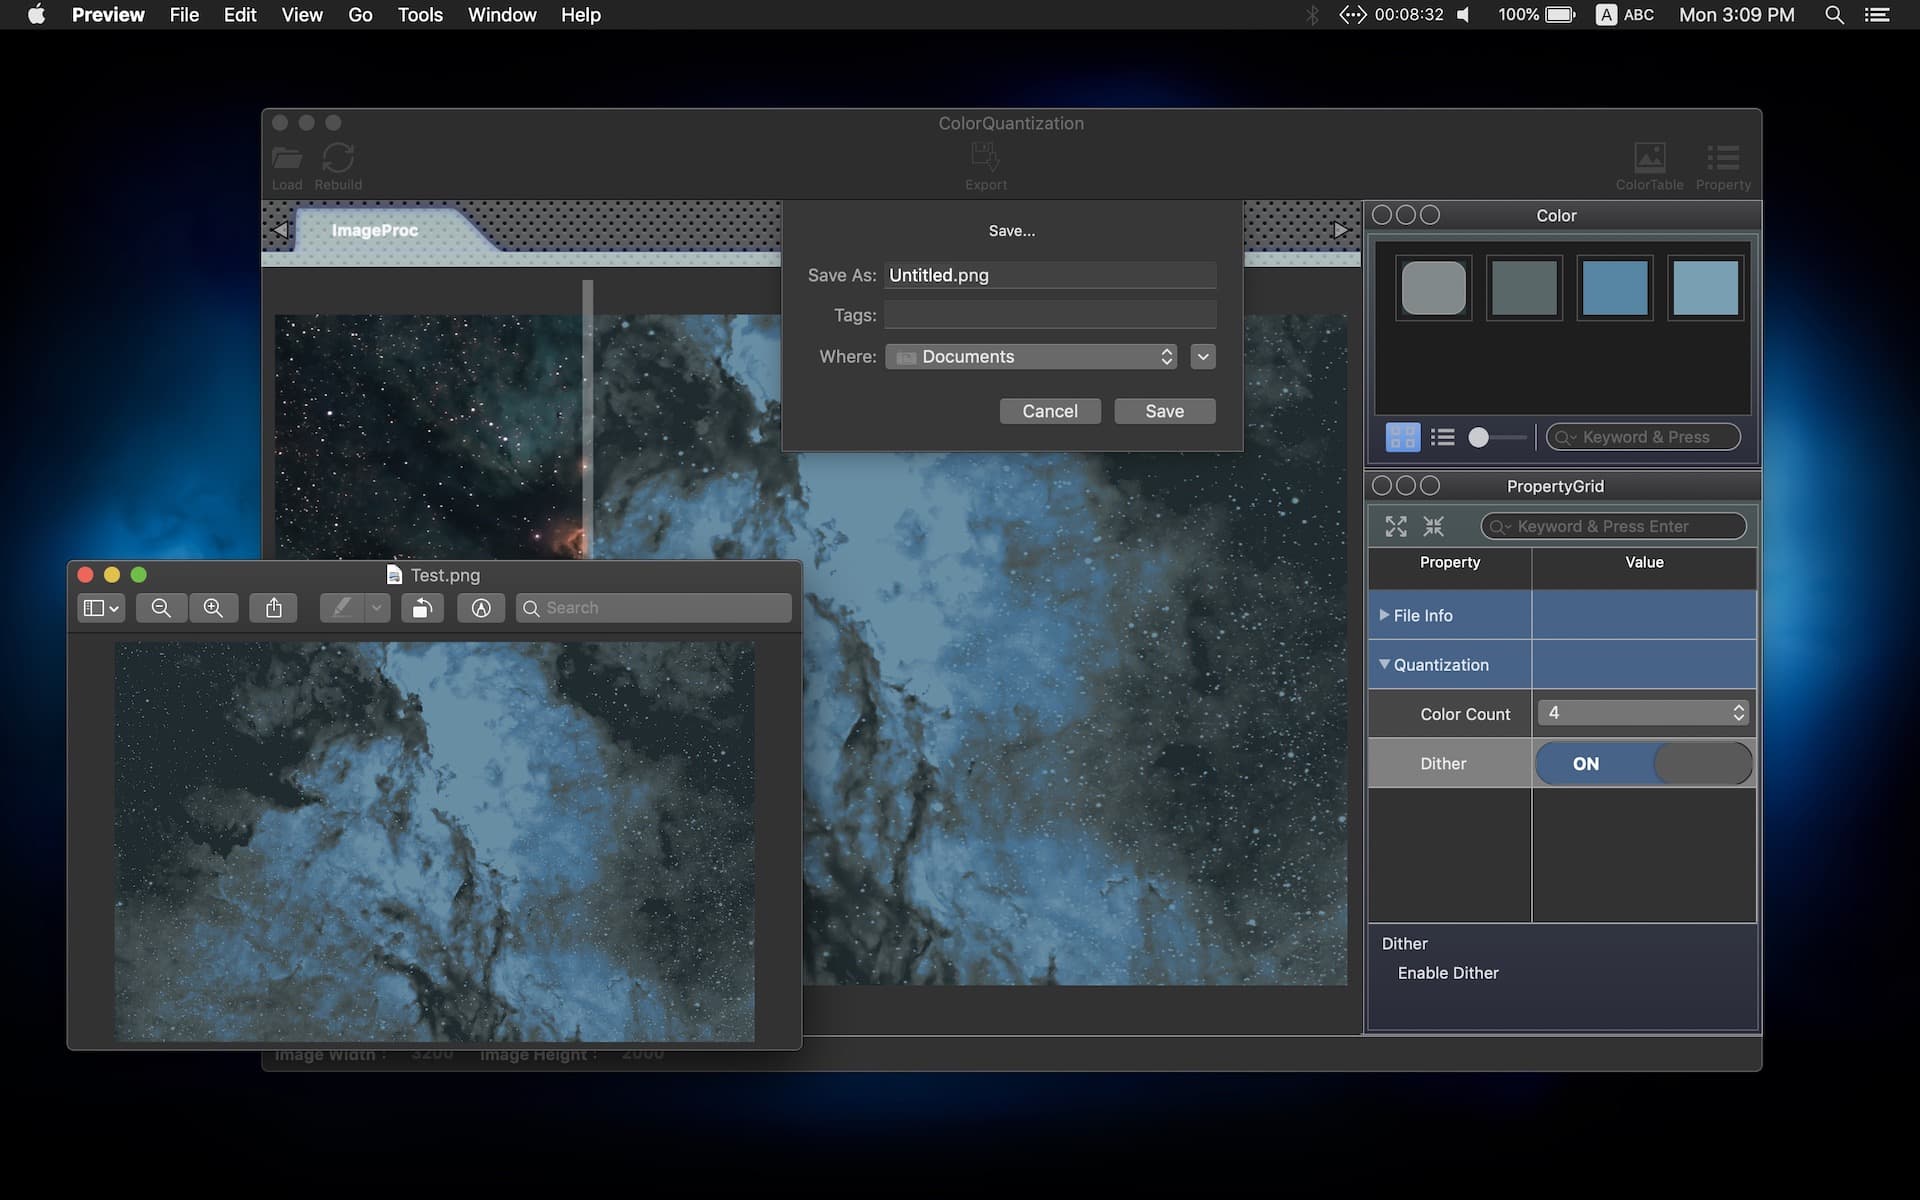 Preview File Edit View Go Tools Window Help 00:08:32 100% A ABC Mon 3:09 PM
ColorQuantization
Load Rebuild Export ColorTable Property
ImageProc
Save...
Save As: Untitled.png
Tags:
Where: Documents
Cancel Save
Color
Keyword & Press
PropertyGrid
Keyword & Press Enter
Property Value
File Info
Quantization
Color Count 4
Dither ON
Dither
Enable Dither
Test.png
Search
Image Width : 3200 Image Height : 2000